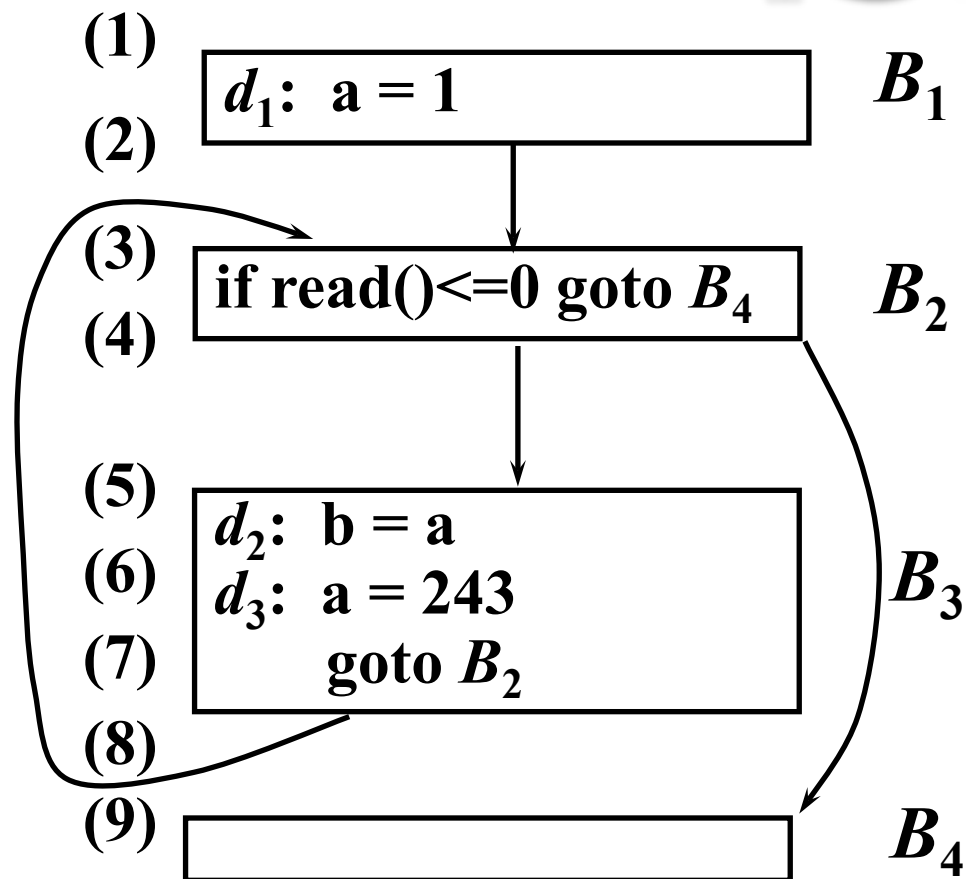 (1)
d₁: a = 1 B₁
(2)
(3)
if read()<=0 goto B₄ B₂
(4)
(5)
d₂: b = a
(6)
d₃: a = 243 B₃
(7) goto B₂
(8)
(9)
B₄